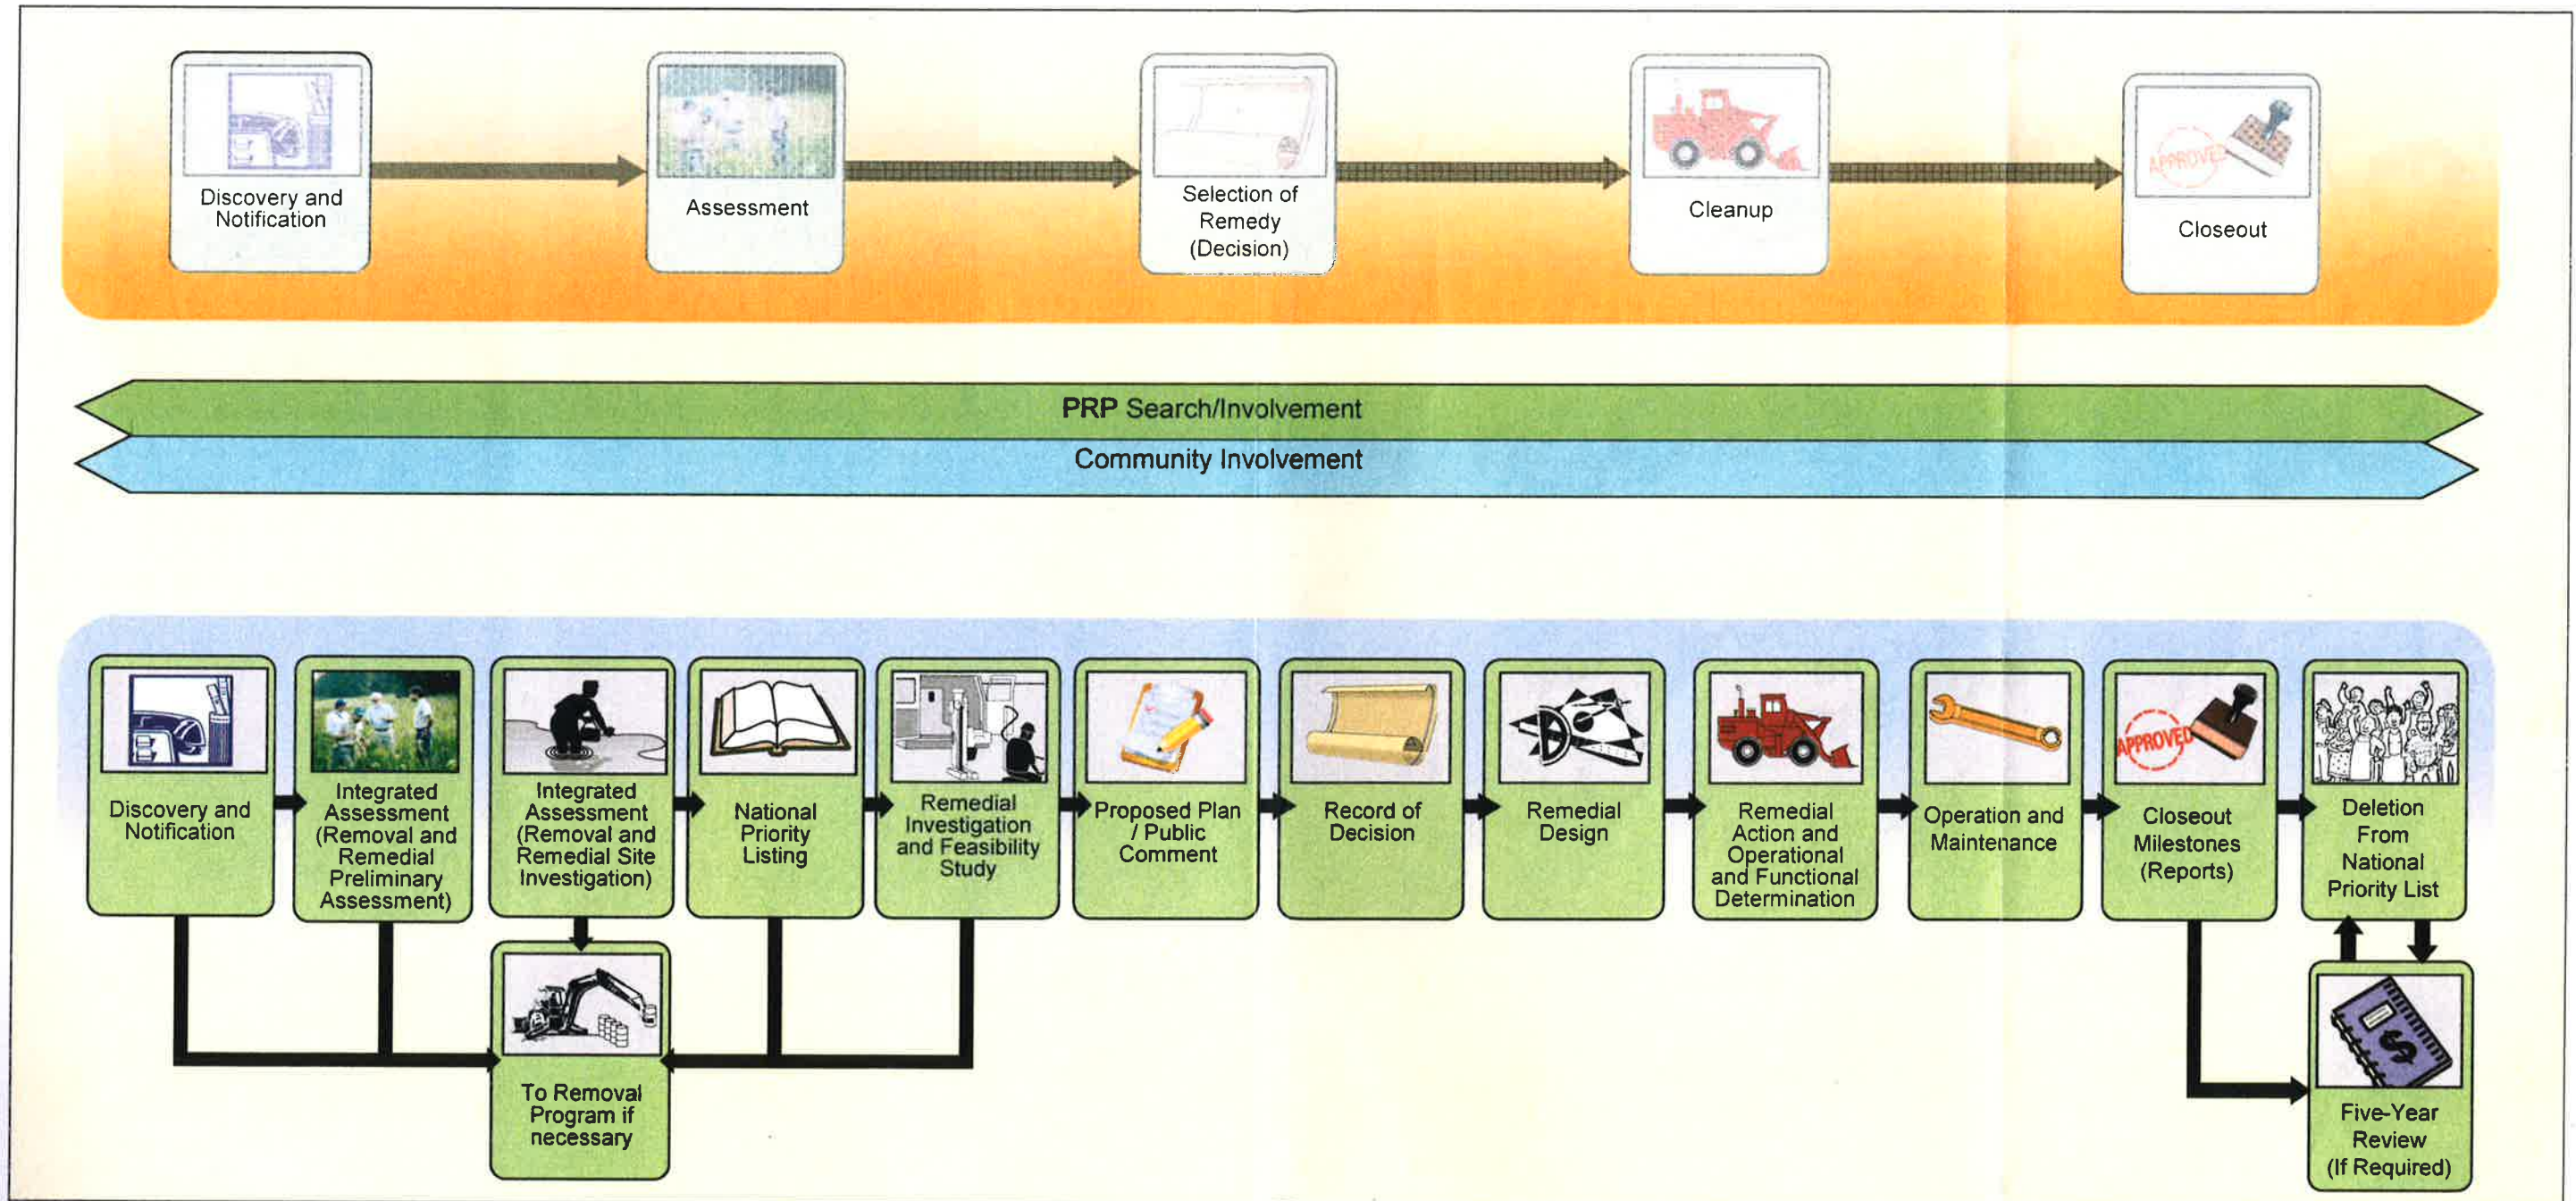 Discovery and
Notification
Assessment
Selection of
Remedy
(Decision)
Cleanup
APPROVED
Closeout
PRP Search/Involvement
Community Involvement
Discovery and
Notification
Integrated
Assessment
(Removal and
Remedial
Preliminary
Assessment)
Integrated
Assessment
(Removal and
Remedial Site
Investigation)
National
Priority
Listing
Remedial
Investigation
and Feasibility
Study
Proposed Plan
/ Public
Comment
Record of
Decision
Remedial
Design
Remedial
Action and
Operational
and Functional
Determination
Operation and
Maintenance
APPROVED
Closeout
Milestones
(Reports)
Deletion
From
National
Priority List
To Removal
Program if
necessary
$
Five-Year
Review
(If Required)